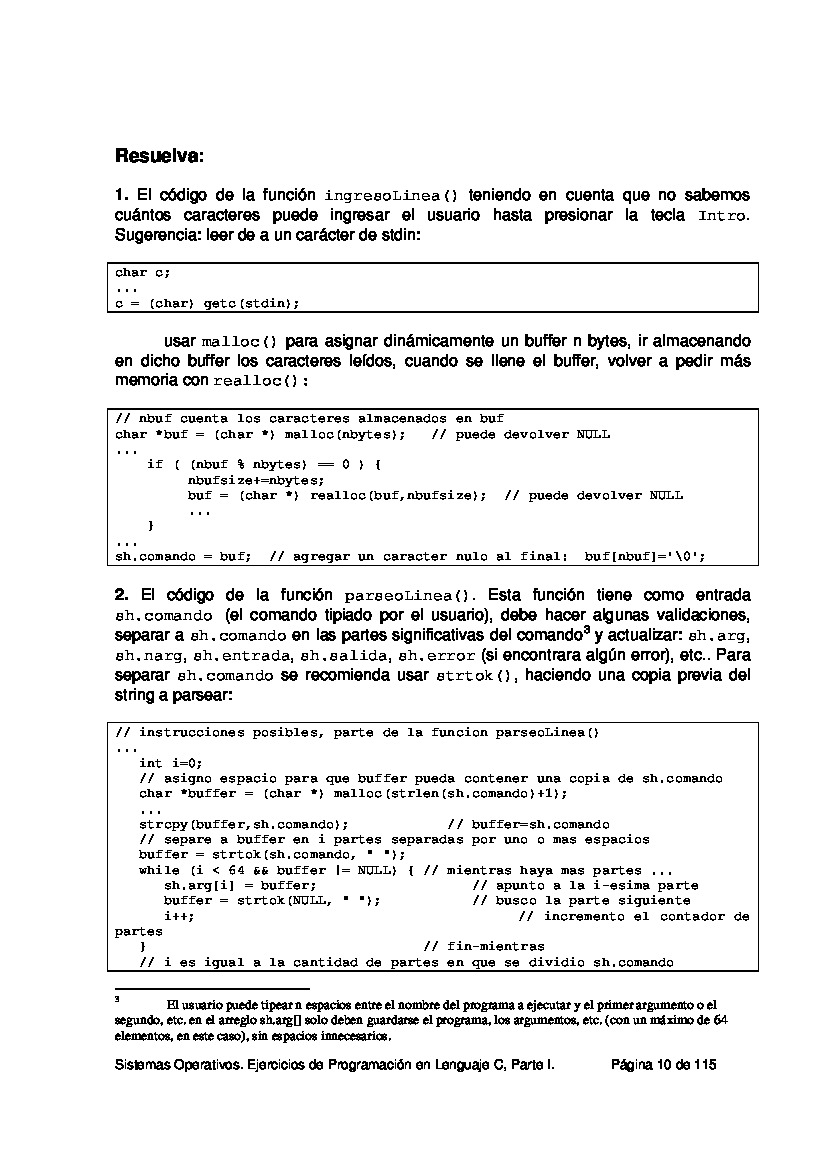 Resuelva:
1. El código de la función ingresoLinea() teniendo en cuenta que no sabemos
cuántos caracteres puede ingresar el usuario hasta presionar la tecla Intro.
Sugerencia: leer de a un carácter de stdin:
char c;
...
c = (char) getc(stdin);
usar malloc() para asignar dinámicamente un buffer n bytes, ir almacenando
en dicho buffer los caracteres leídos, cuando se llene el buffer, volver a pedir más
memoria con realloc():
// nbuf cuenta los caracteres almacenados en buf
char *buf = (char *) malloc(nbytes);   // puede devolver NULL
...
if ( (nbuf % nbytes) == 0 ) {
nbufsize+=nbytes;
buf = (char *) realloc(buf,nbufsize);  // puede devolver NULL
...
}
...
sh.comando = buf;  // agregar un caracter nulo al final:  buf[nbuf]='\0';
2. El código de la función parseoLinea(). Esta función tiene como entrada
sh.comando (el comando tipiado por el usuario), debe hacer algunas validaciones,
separar a sh.comando en las partes significativas del comando3 y actualizar: sh.arg,
sh.narg, sh.entrada, sh.salida, sh.error (si encontrara algún error), etc.. Para
separar sh.comando se recomienda usar strtok(), haciendo una copia previa del
string a parsear:
// instrucciones posibles, parte de la funcion parseoLinea()
...
int i=0;
// asigno espacio para que buffer pueda contener una copia de sh.comando
char *buffer = (char *) malloc(strlen(sh.comando)+1);
...
strcpy(buffer,sh.comando);            // buffer=sh.comando
// separe a buffer en i partes separadas por uno o mas espacios
buffer = strtok(sh.comando, " ");
while (i < 64 && buffer != NULL) { // mientras haya mas partes ...
sh.arg[i] = buffer;                   // apunto a la i-esima parte
buffer = strtok(NULL, " ");           // busco la parte siguiente
i++;                                        // incremento el contador de
partes
}                                  // fin-mientras
// i es igual a la cantidad de partes en que se dividio sh.comando
3 El usuario puede tipear n espacios entre el nombre del programa a ejecutar y el primer argumento o el
segundo, etc. en el arreglo sh.arg[] solo deben guardarse el programa, los argumentos, etc. (con un máximo de 64
elementos, en este caso), sin espacios innecesarios.
Sistemas Operativos. Ejercicios de Programación en Lenguaje C, Parte I. Página 10 de 115